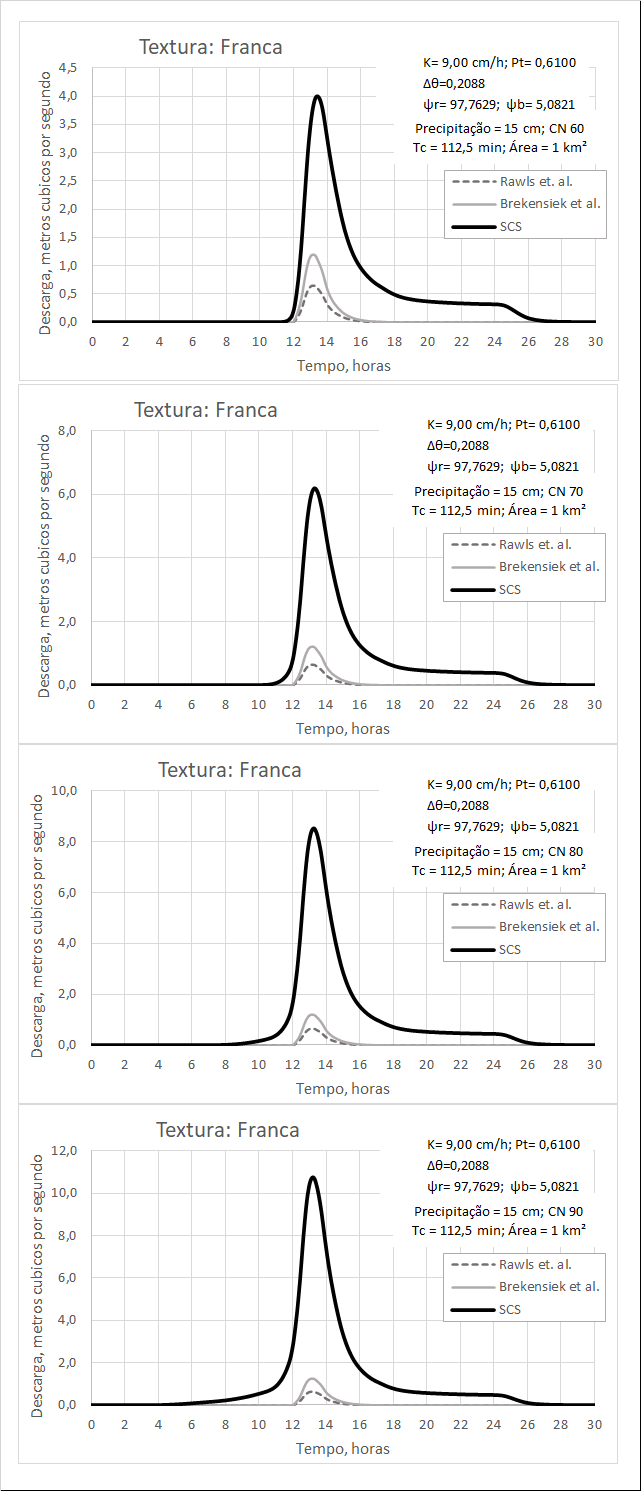 Textura: Franca
K= 9,00 cm/h; Pt= 0,6100
Δθ=0,2088
ψr= 97,7629; ψb= 5,0821
Precipitação = 15 cm; CN 60
Tc = 112,5 min; Área = 1 km²
Rawls et. al.
Brekensiek et al.
SCS
Descarga, metros cubicos por segundo
4,5
4,0
3,5
3,0
2,5
2,0
1,5
1,0
0,5
0,0
0 2 4 6 8 10 12 14 16 18 20 22 24 26 28 30
Tempo, horas
Textura: Franca
K= 9,00 cm/h; Pt= 0,6100
Δθ=0,2088
ψr= 97,7629; ψb= 5,0821
Precipitação = 15 cm; CN 70
Tc = 112,5 min; Área = 1 km²
Rawls et. al.
Brekensiek et al.
SCS
Descarga, metros cubicos por segundo
8,0
6,0
4,0
2,0
0,0
0 2 4 6 8 10 12 14 16 18 20 22 24 26 28 30
Tempo, horas
Textura: Franca
K= 9,00 cm/h; Pt= 0,6100
Δθ=0,2088
ψr= 97,7629; ψb= 5,0821
Precipitação = 15 cm; CN 80
Tc = 112,5 min; Área = 1 km²
Rawls et. al.
Brekensiek et al.
SCS
Descarga, metros cubicos por segundo
10,0
8,0
6,0
4,0
2,0
0,0
0 2 4 6 8 10 12 14 16 18 20 22 24 26 28 30
Tempo, horas
Textura: Franca
K= 9,00 cm/h; Pt= 0,6100
Δθ=0,2088
ψr= 97,7629; ψb= 5,0821
Precipitação = 15 cm; CN 90
Tc = 112,5 min; Área = 1 km²
Rawls et. al.
Brekensiek et al.
SCS
Descarga, metros cubicos por segundo
12,0
10,0
8,0
6,0
4,0
2,0
0,0
0 2 4 6 8 10 12 14 16 18 20 22 24 26 28 30
Tempo, horas